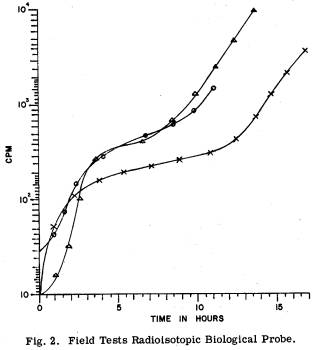 10⁴
10³
10²
10
CPM
0
5
10
15
TIME IN HOURS
Fig. 2. Field Tests Radioisotopic Biological Probe.